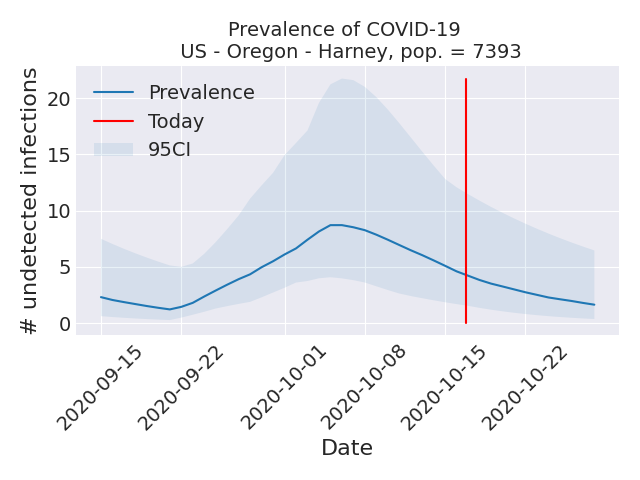 Prevalence of COVID-19
US - Oregon - Harney, pop. = 7393
# undetected infections
20
15
10
5
0
Prevalence
Today
95CI
2020-09-15
2020-09-22
2020-10-01
2020-10-08
2020-10-15
2020-10-22
Date